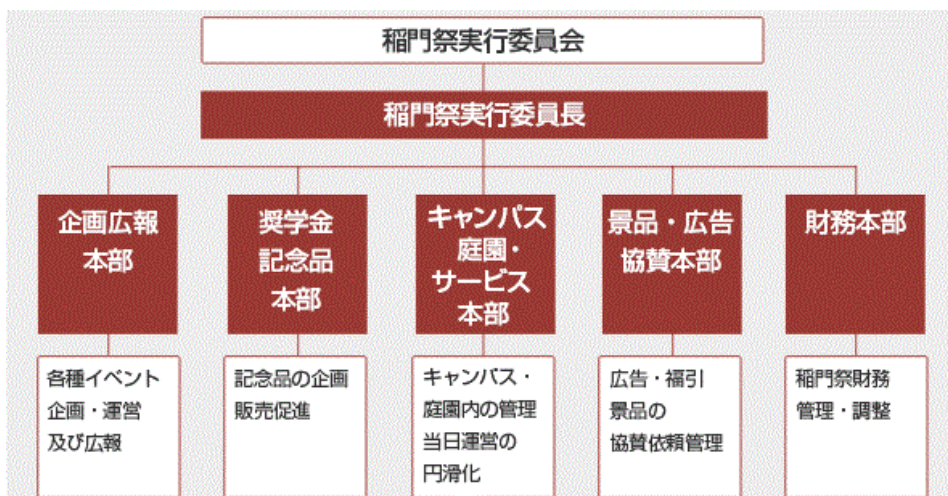 稲門祭実行委員会
稲門祭実行委員長
企画広報
本部
奨学金
記念品
本部
キャンパス
庭園・
サービス
本部
景品・広告
協賛本部
財務本部
各種イベント
企画・運営
及び広報
記念品の企画
販売促進
キャンパス・
庭園内の管理
当日運営の
円滑化
広告・福引
景品の
協賛依頼管理
稲門祭財務
管理・調整